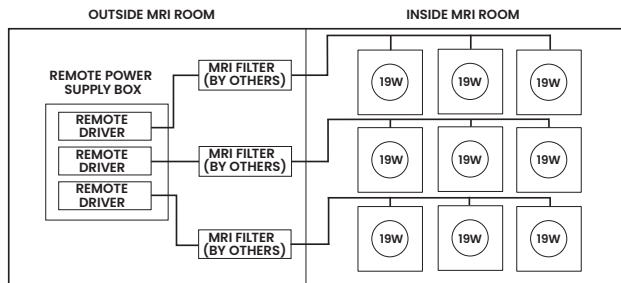 OUTSIDE MRI ROOM
INSIDE MRI ROOM
REMOTE POWER
SUPPLY BOX
REMOTE
DRIVER
REMOTE
DRIVER
REMOTE
DRIVER
MRI FILTER
(BY OTHERS)
MRI FILTER
(BY OTHERS)
MRI FILTER
(BY OTHERS)
19W
19W
19W
19W
19W
19W
19W
19W
19W